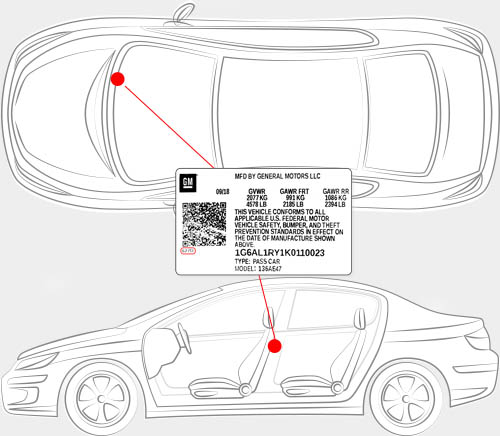 MFD BY GENERAL MOTORS LLC
GM
09/18 GVWR GAWR FRT GAWR RR
2077 KG 991 KG 1086 KG
4578 LB 2185 LB 2394 LB
THIS VEHICLE CONFORMS TO ALL
APPLICABLE U.S. FEDERAL MOTOR
VEHICLE SAFETY, BUMPER, AND THEFT
PREVENTION STANDARDS IN EFFECT ON
THE DATE OF MANUFACTURE SHOWN
ABOVE.
1G6AL1RY1K0110023
TYPE: PASS CAR
MODEL: 136AE47